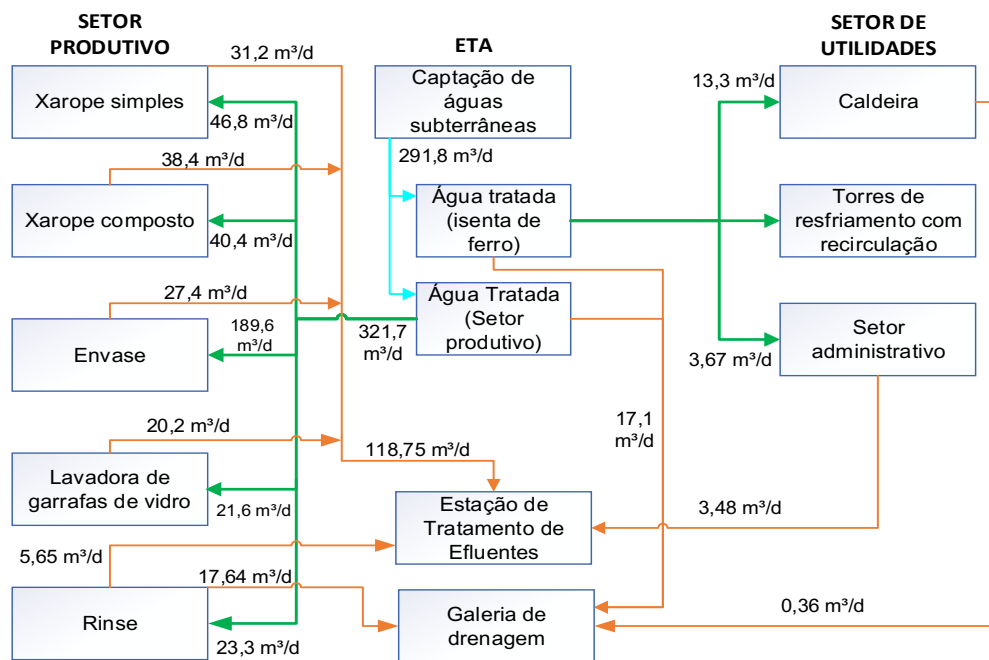 SETOR
PRODUTIVO
ETA
SETOR DE
UTILIDADES
31,2 m³/d
Xarope simples
46,8 m³/d
38,4 m³/d
Xarope composto
40,4 m³/d
27,4 m³/d
Envase
189,6
m³/d
20,2 m³/d
Lavadora de
garrafas de vidro
21,6 m³/d
5,65 m³/d
17,64 m³/d
Rinse
23,3 m³/d
Captação de
águas
subterrâneas
291,8 m³/d
Água tratada
(isenta de
ferro)
Água Tratada
(Setor
produtivo)
321,7
m³/d
17,1
m³/d
118,75 m³/d
Estação de
Tratamento de
Efluentes
Galeria de
drenagem
13,3 m³/d
Caldeira
Torres de
resfriamento com
recirculação
Setor
administrativo
3,67 m³/d
3,48 m³/d
0,36 m³/d